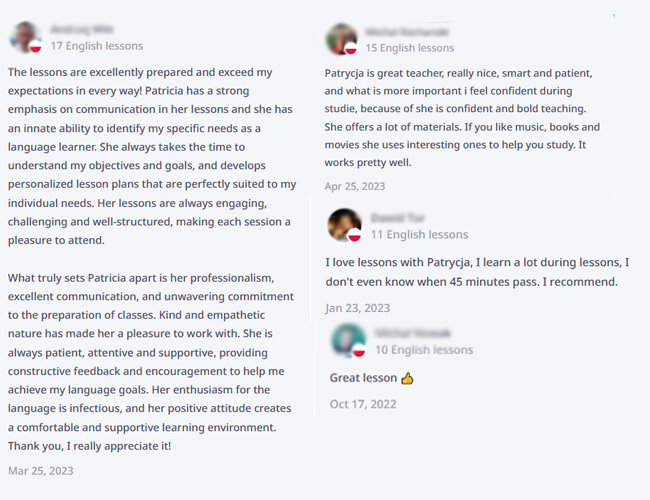 17 English lessons
The lessons are excellently prepared and exceed my
expectations in every way! Patricia has a strong
emphasis on communication in her lessons and she has
an innate ability to identify my specific needs as a
language learner. She always takes the time to
understand my objectives and goals, and develops
personalized lesson plans that are perfectly suited to my
individual needs. Her lessons are always engaging,
challenging and well-structured, making each session a
pleasure to attend.
What truly sets Patricia apart is her professionalism,
excellent communication, and unwavering commitment
to the preparation of classes. Kind and empathetic
nature has made her a pleasure to work with. She is
always patient, attentive and supportive, providing
constructive feedback and encouragement to help me
achieve my language goals. Her enthusiasm for the
language is infectious, and her positive attitude creates
a comfortable and supportive learning environment.
Thank you, I really appreciate it!
Mar 25, 2023
15 English lessons
Patrycja is great teacher, really nice, smart and patient,
and what is more important i feel confident during
studie, because of she is confident and bold teaching.
She offers a lot of materials. If you like music, books and
movies she uses interesting ones to help you study. It
works pretty well.
Apr 25, 2023
11 English lessons
I love lessons with Patrycja, I learn a lot during lessons, I
don't even know when 45 minutes pass. I recommend.
Jan 23, 2023
10 English lessons
Great lesson 👍
Oct 17, 2022